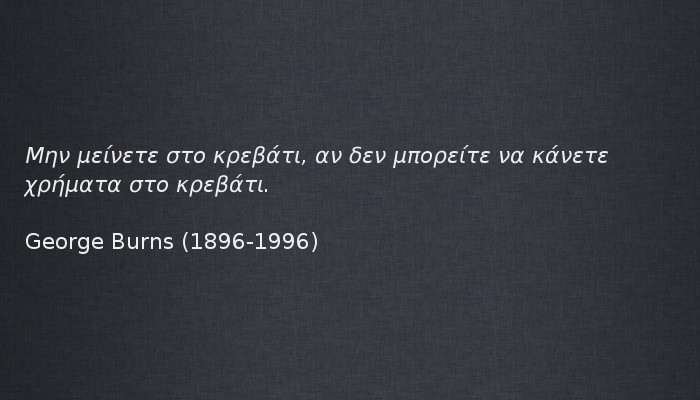 Μην μείνετε στο κρεβάτι, αν δεν μπορείτε να κάνετε
χρήματα στο κρεβάτι.
George Burns (1896-1996)